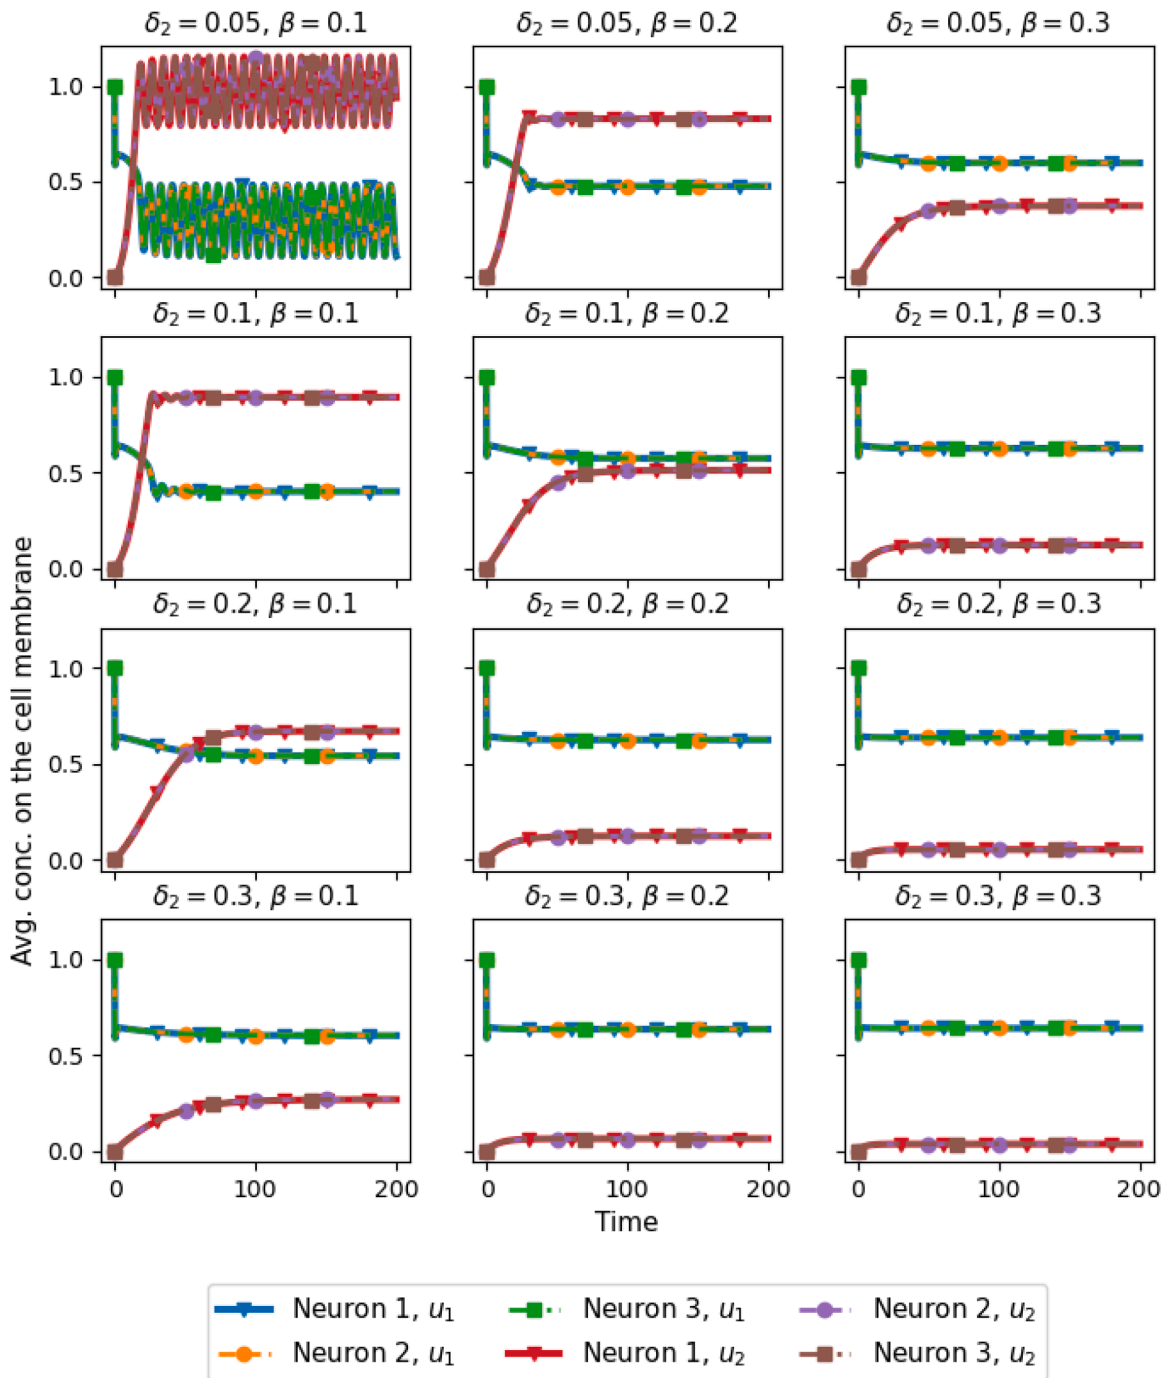 δ₂ = 0.05, β = 0.1
δ₂ = 0.05, β = 0.2
δ₂ = 0.05, β = 0.3
1.0
0.5
0.0
δ₂ = 0.1, β = 0.1
δ₂ = 0.1, β = 0.2
δ₂ = 0.1, β = 0.3
1.0
0.5
0.0
δ₂ = 0.2, β = 0.1
δ₂ = 0.2, β = 0.2
δ₂ = 0.2, β = 0.3
1.0
0.5
0.0
δ₂ = 0.3, β = 0.1
δ₂ = 0.3, β = 0.2
δ₂ = 0.3, β = 0.3
1.0
0.5
0.0
0 100 200
0 100 200
0 100 200
Avg. conc. on the cell membrane
Time
Neuron 1, u₁
Neuron 2, u₁
Neuron 3, u₁
Neuron 1, u₂
Neuron 2, u₂
Neuron 3, u₂